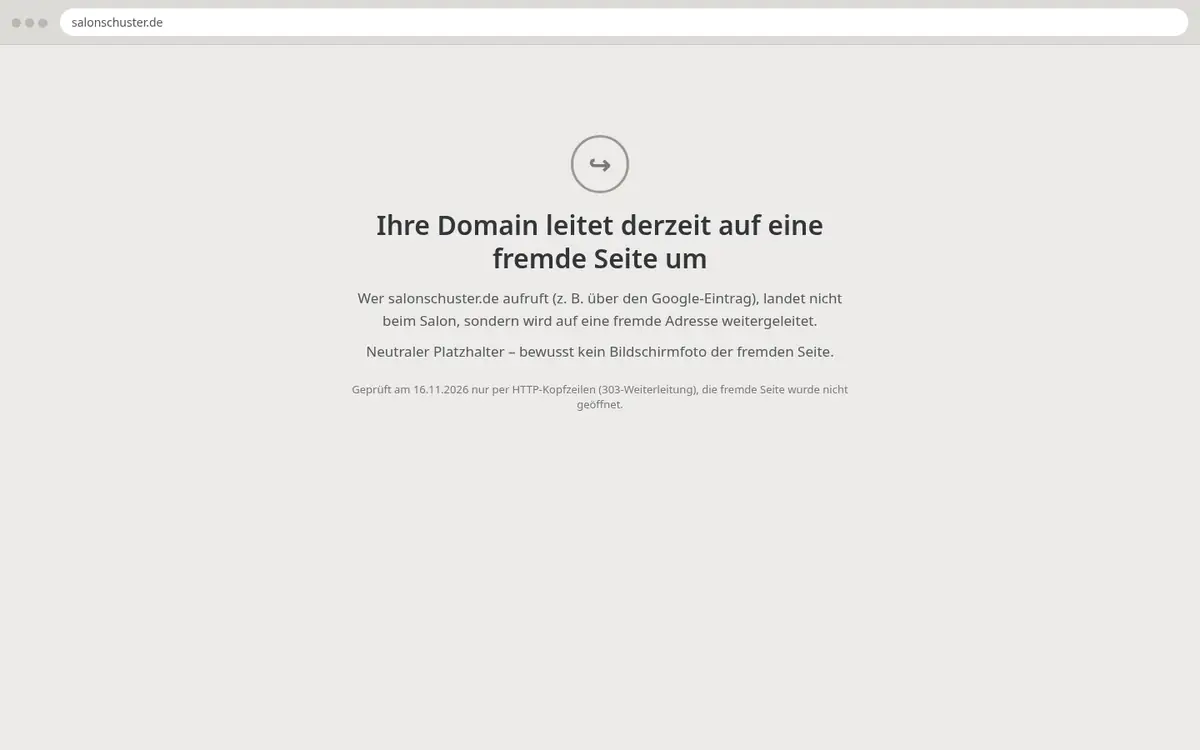 salonschuster.de
Ihre Domain leitet derzeit auf eine
fremde Seite um
Wer salonschuster.de aufruft (z. B. über den Google-Eintrag), landet nicht
beim Salon, sondern wird auf eine fremde Adresse weitergeleitet.
Neutraler Platzhalter – bewusst kein Bildschirmfoto der fremden Seite.
Geprüft am 16.11.2026 nur per HTTP-Kopfzeilen (303-Weiterleitung), die fremde Seite wurde nicht
geöffnet.